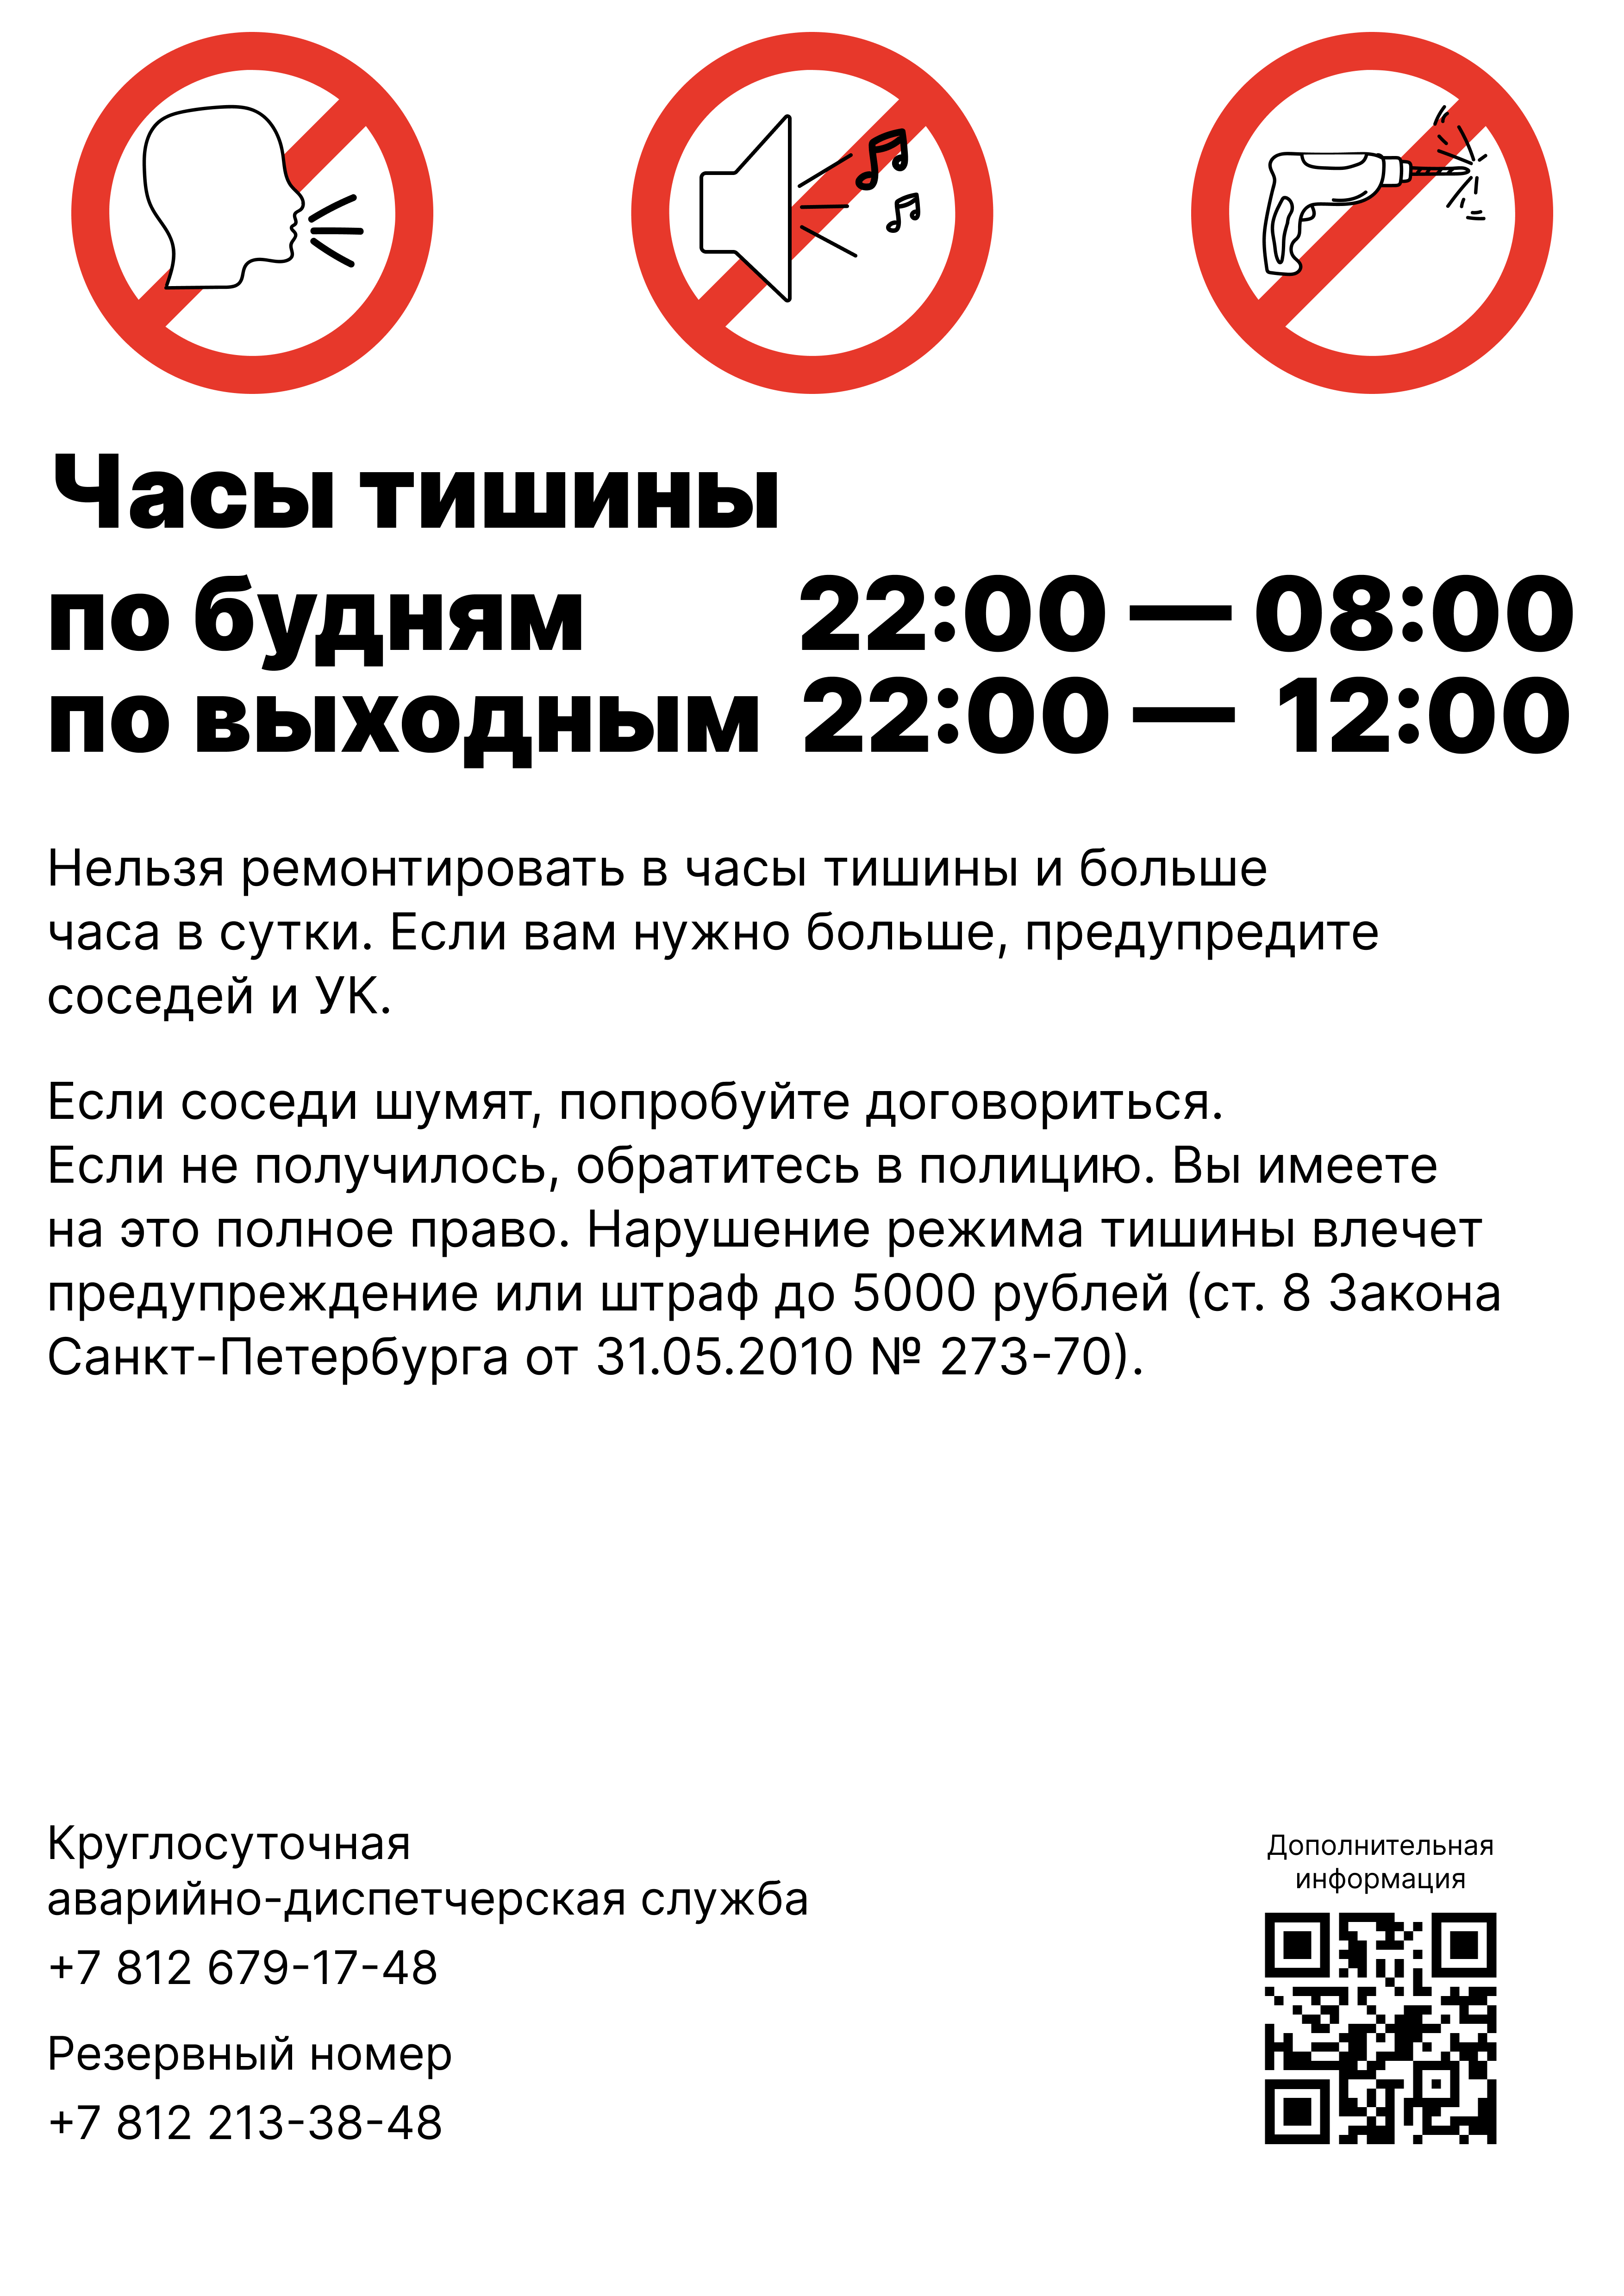 Часы тишины
по будням 22:00 — 08:00
по выходным 22:00 — 12:00
Нельзя ремонтировать в часы тишины и больше
часа в сутки. Если вам нужно больше, предупредите
соседей и УК.
Если соседи шумят, попробуйте договориться.
Если не получилось, обратитесь в полицию. Вы имеете
на это полное право. Нарушение режима тишины влечет
предупреждение или штраф до 5000 рублей (ст. 8 Закона
Санкт-Петербурга от 31.05.2010 № 273-70).
Круглосуточная
аварийно-диспетчерская служба
+7 812 679-17-48
Резервный номер
+7 812 213-38-48
Дополнительная
информация